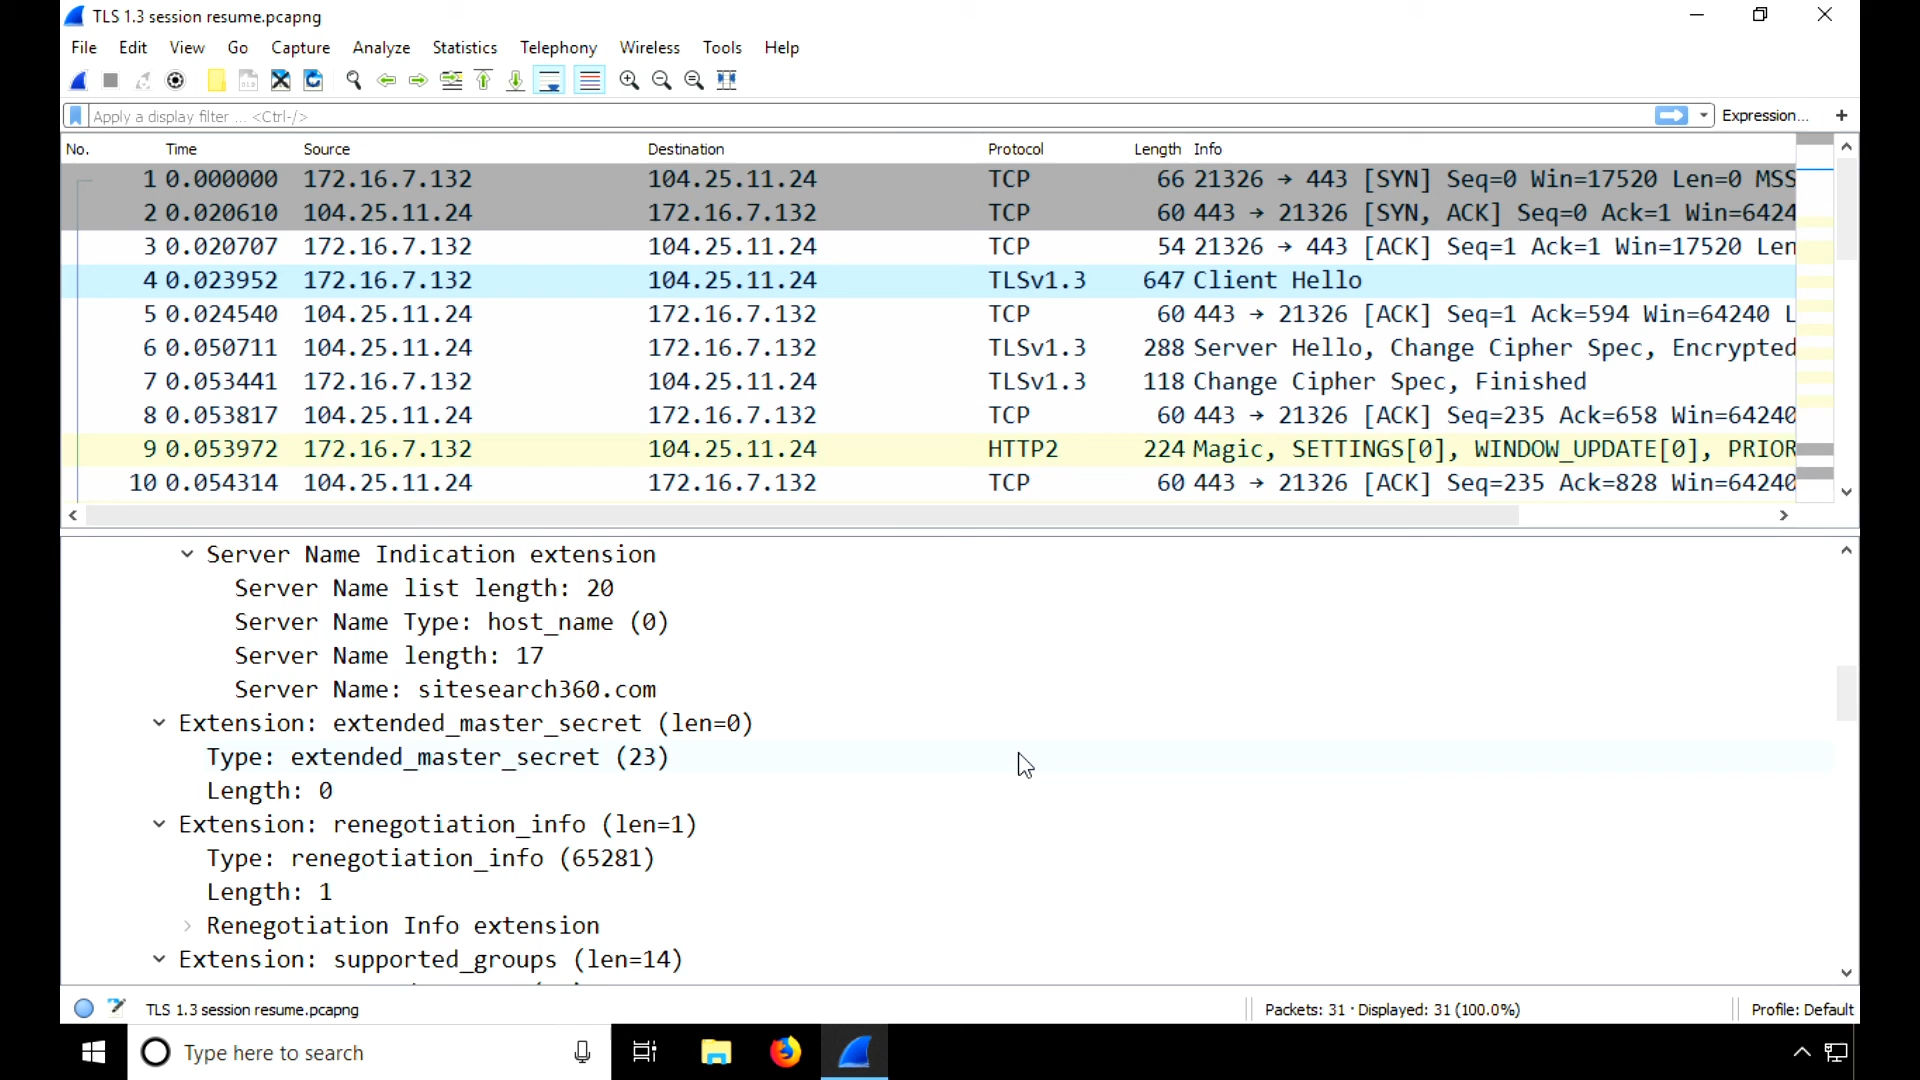 TLS 1.3 session resume.pcapng
File Edit View Go Capture Analyze Statistics Telephony Wireless Tools Help
Apply a display filter ... <Ctrl-/> Expression... +
No. Time Source Destination Protocol Length Info
1 0.000000 172.16.7.132 104.25.11.24 TCP 66 21326 → 443 [SYN] Seq=0 Win=17520 Len=0 MSS
2 0.020610 104.25.11.24 172.16.7.132 TCP 60 443 → 21326 [SYN, ACK] Seq=0 Ack=1 Win=6424
3 0.020707 172.16.7.132 104.25.11.24 TCP 54 21326 → 443 [ACK] Seq=1 Ack=1 Win=17520 Len
4 0.023952 172.16.7.132 104.25.11.24 TLSv1.3 647 Client Hello
5 0.024540 104.25.11.24 172.16.7.132 TCP 60 443 → 21326 [ACK] Seq=1 Ack=594 Win=64240 L
6 0.050711 104.25.11.24 172.16.7.132 TLSv1.3 288 Server Hello, Change Cipher Spec, Encrypted
7 0.053441 172.16.7.132 104.25.11.24 TLSv1.3 118 Change Cipher Spec, Finished
8 0.053817 104.25.11.24 172.16.7.132 TCP 60 443 → 21326 [ACK] Seq=235 Ack=658 Win=64240
9 0.053972 172.16.7.132 104.25.11.24 HTTP2 224 Magic, SETTINGS[0], WINDOW_UPDATE[0], PRIOR
10 0.054314 104.25.11.24 172.16.7.132 TCP 60 443 → 21326 [ACK] Seq=235 Ack=828 Win=64240
Server Name Indication extension
Server Name list length: 20
Server Name Type: host_name (0)
Server Name length: 17
Server Name: sitesearch360.com
Extension: extended_master_secret (len=0)
Type: extended_master_secret (23)
Length: 0
Extension: renegotiation_info (len=1)
Type: renegotiation_info (65281)
Length: 1
Renegotiation Info extension
Extension: supported_groups (len=14)
TLS 1.3 session resume.pcapng Packets: 31 · Displayed: 31 (100.0%) Profile: Default
Type here to search